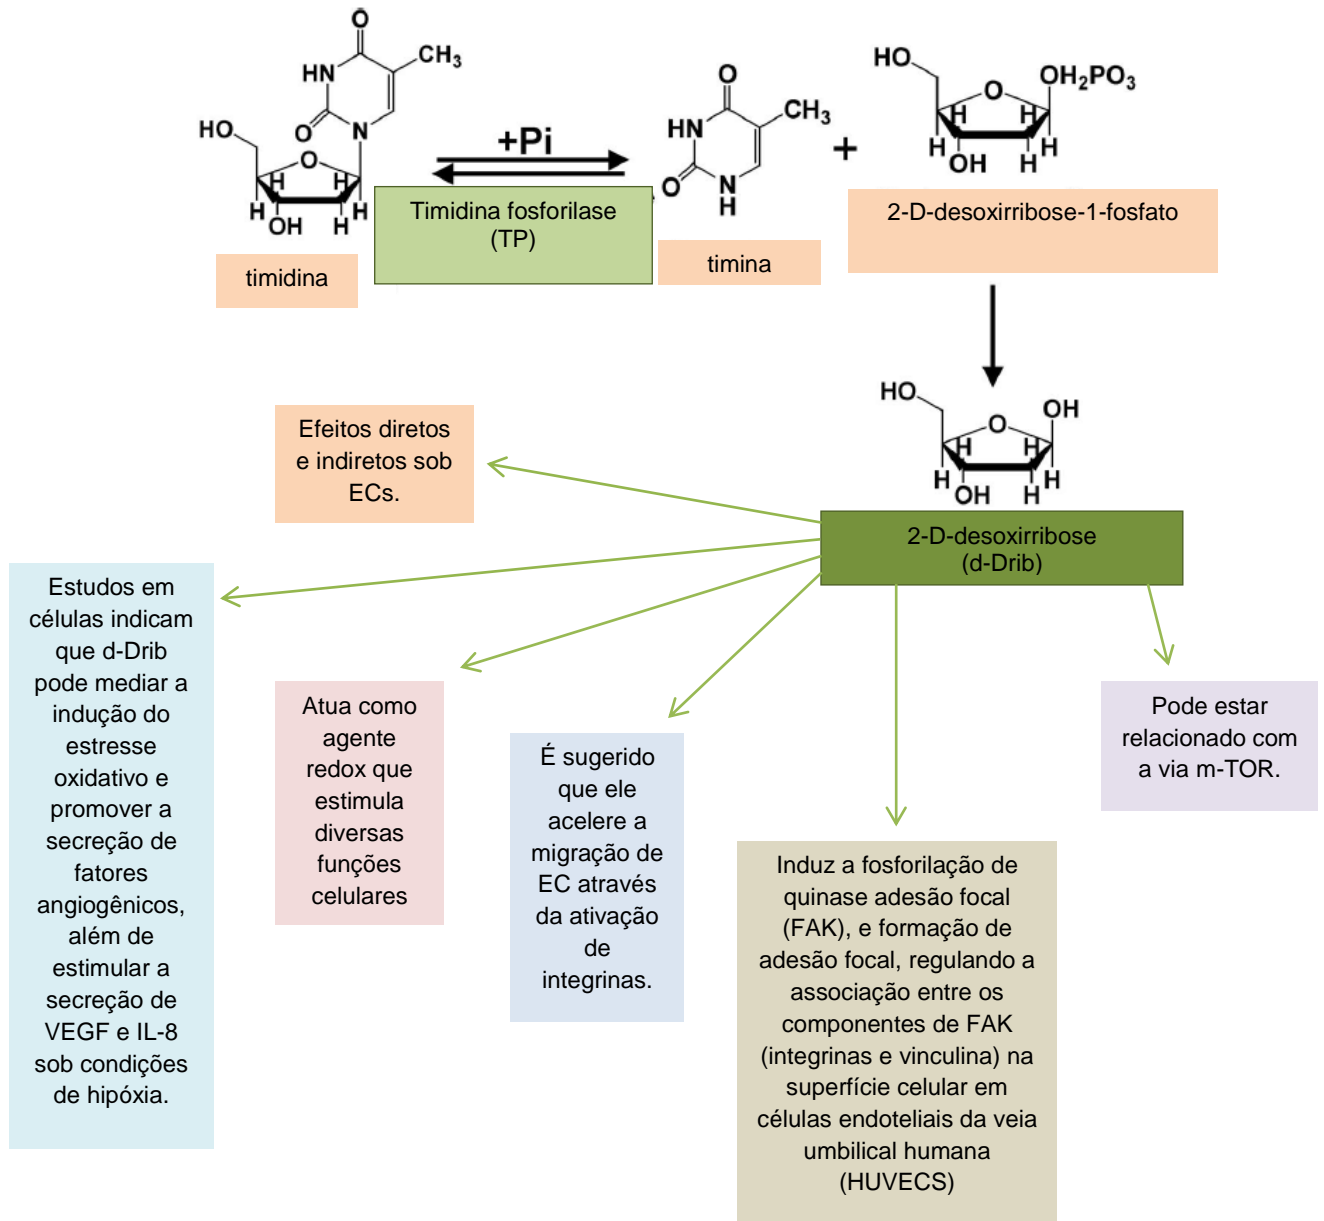 O
HN
CH3
O
N
HO
O
H
H
H
H
OH
timidina
+Pi
Timidina fosforilase
(TP)
O
HN
CH3
O
N
H
timina
+
HO
OH2PO3
O
H
H
H
H
OH
2-D-desoxirribose-1-fosfato
HO
OH
O
H
H
H
H
OH
2-D-desoxirribose
(d-Drib)
Efeitos diretos
e indiretos sob
ECs.
Estudos em
células indicam
que d-Drib
pode mediar a
indução do
estresse
oxidativo e
promover a
secreção de
fatores
angiogênicos,
além de
estimular a
secreção de
VEGF e IL-8
sob condições
de hipóxia.
Atua como
agente
redox que
estimula
diversas
funções
celulares
É sugerido
que ele
acelere a
migração de
EC através
da ativação
de
integrinas.
Induz a fosforilação de
quinase adesão focal
(FAK), e formação de
adesão focal, regulando a
associação entre os
componentes de FAK
(integrinas e vinculina) na
superfície celular em
células endoteliais da veia
umbilical humana
(HUVECS)
Pode estar
relacionado com
a via m-TOR.